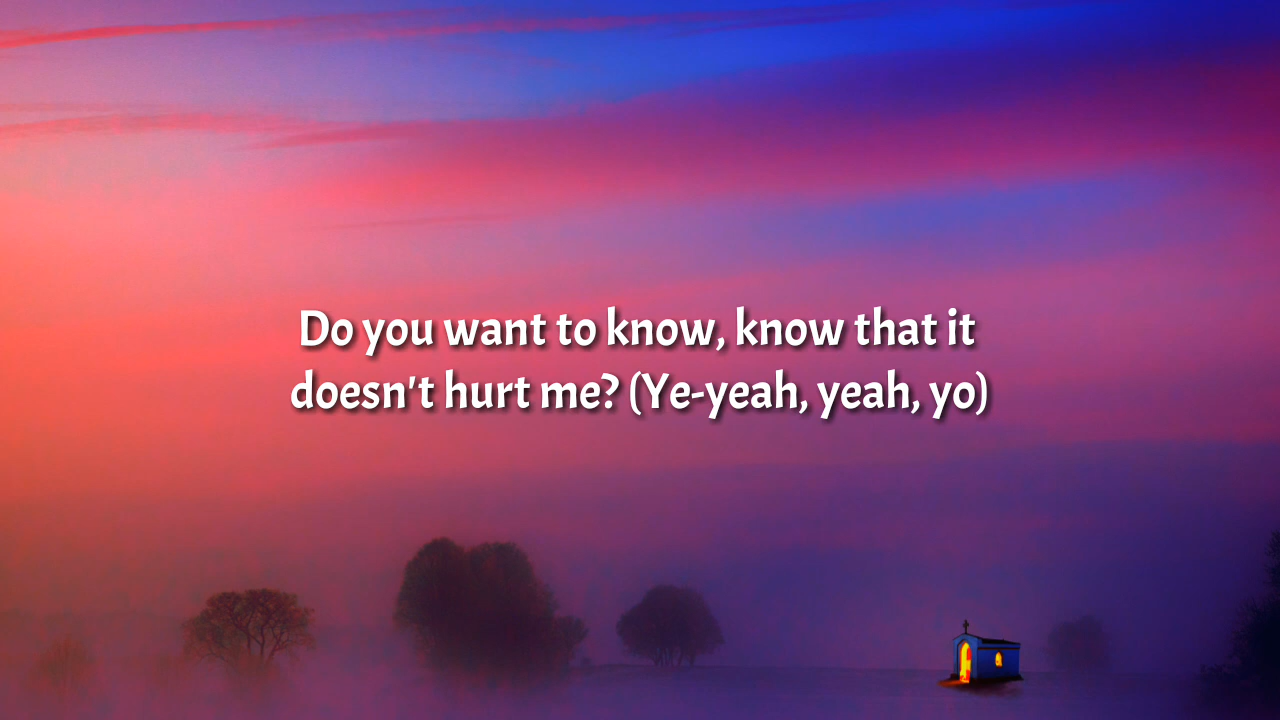 Do you want to know, know that it
doesn't hurt me? (Ye-yeah, yeah, yo)